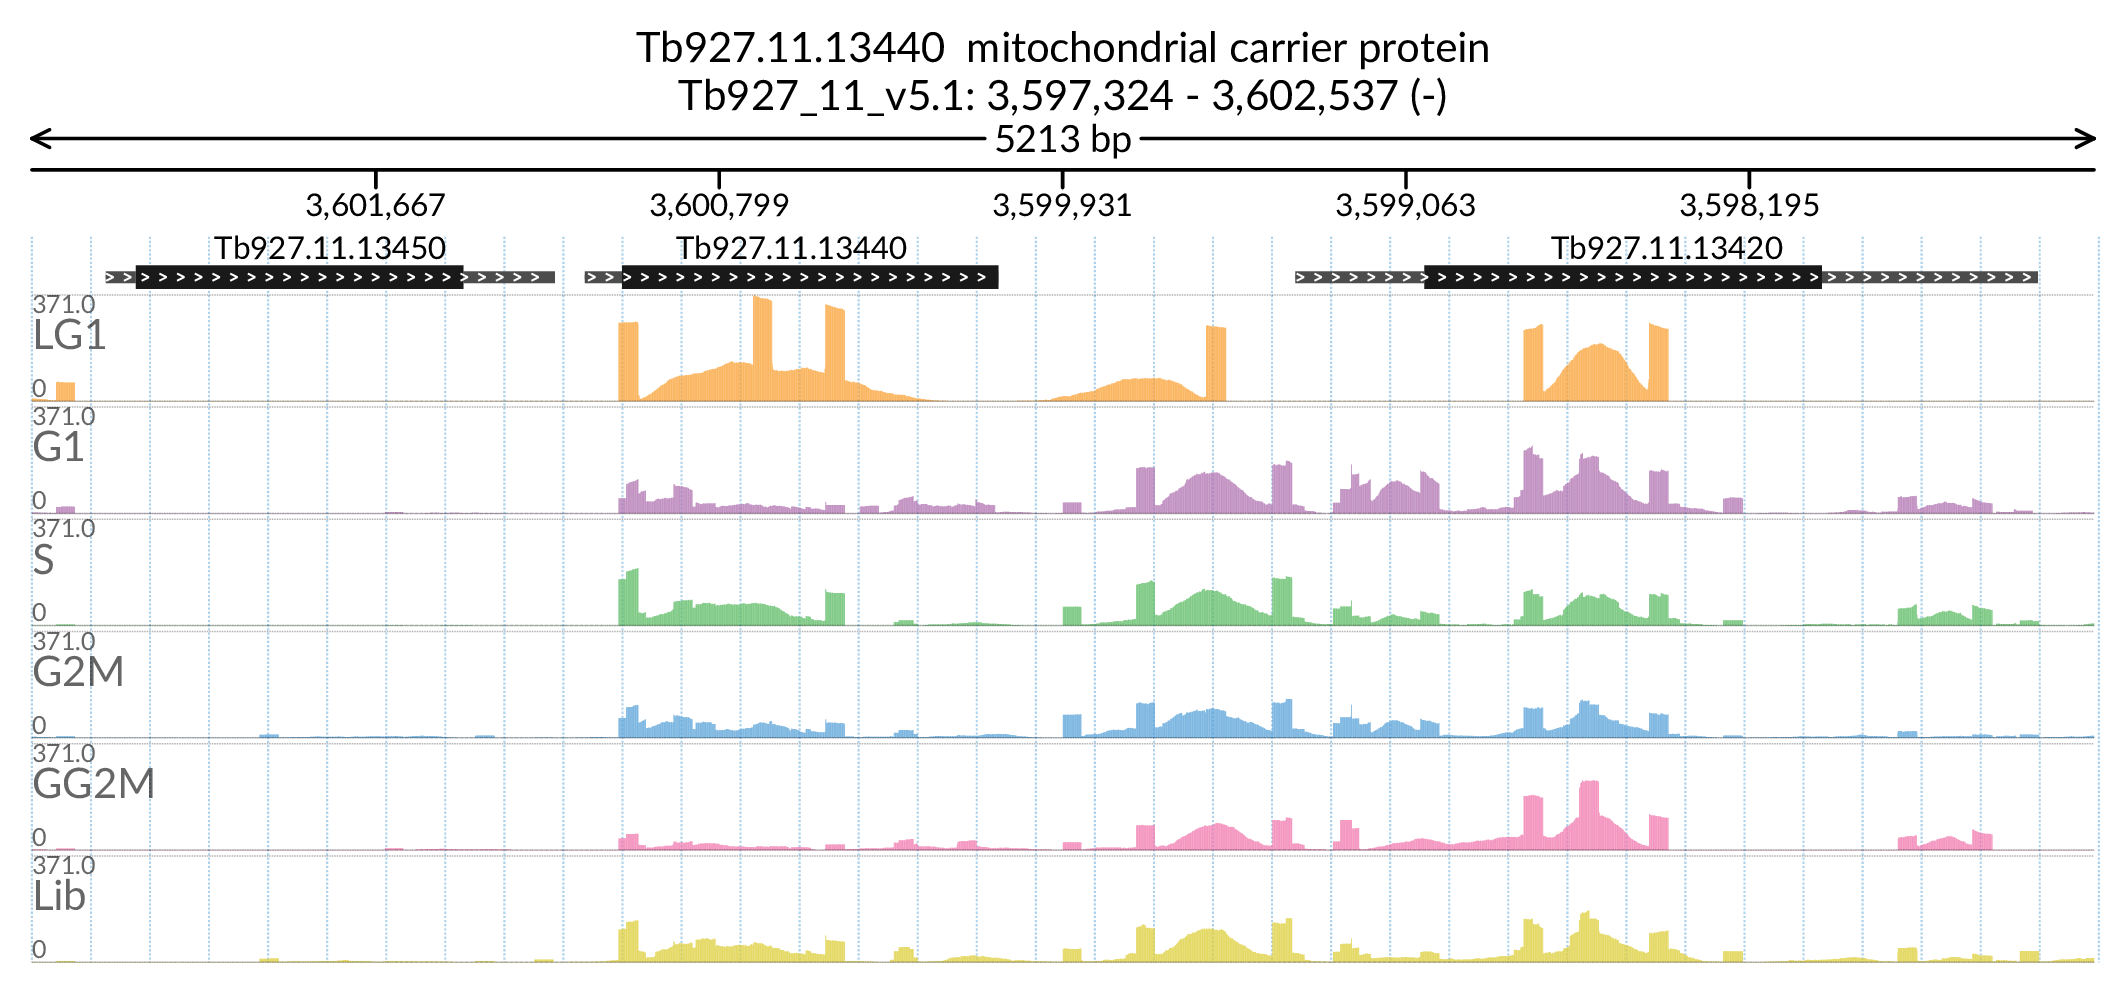 Tb927.11.13440  mitochondrial carrier protein
Tb927_11_v5.1: 3,597,324 - 3,602,537 (-)
5213 bp
3,601,667 3,600,799 3,599,931 3,599,063 3,598,195
Tb927.11.13450 Tb927.11.13440 Tb927.11.13420
371.0
LG1
0
371.0
G1
0
371.0
S
0
371.0
G2M
0
371.0
GG2M
0
371.0
Lib
0